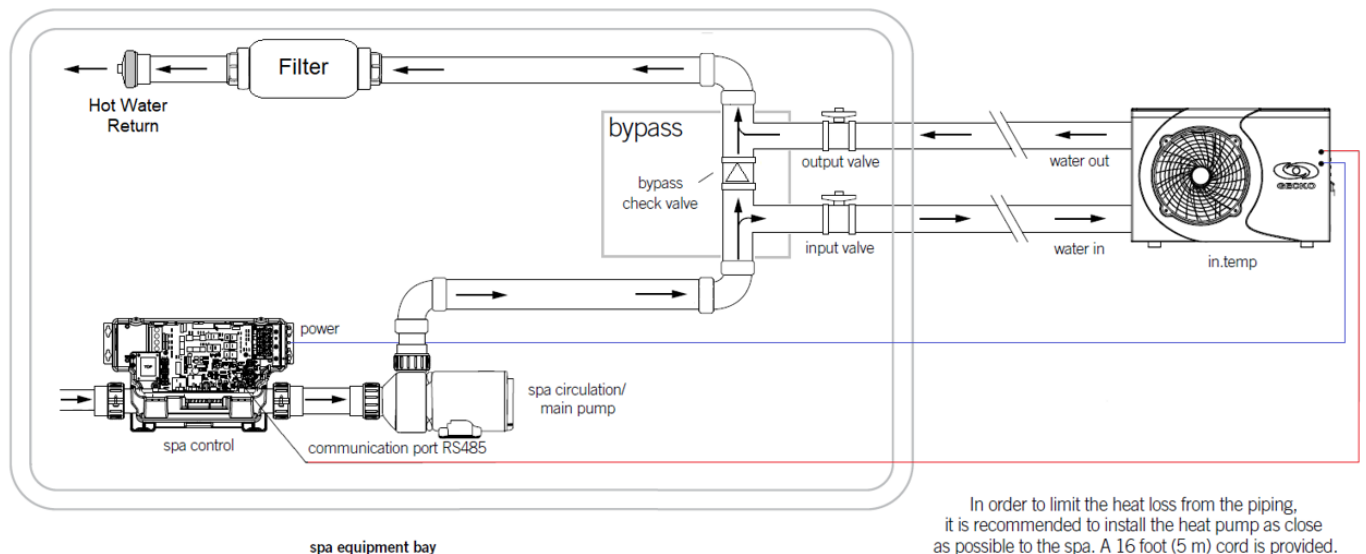 Filter
Hot Water
Return
bypass
output valve
water out
bypass
check valve
input valve
water in
GECKO
in.temp
power
spa circulation/
main pump
spa control
communication port RS485
In order to limit the heat loss from the piping,
it is recommended to install the heat pump as close
as possible to the spa. A 16 foot (5 m) cord is provided.
spa equipment bay